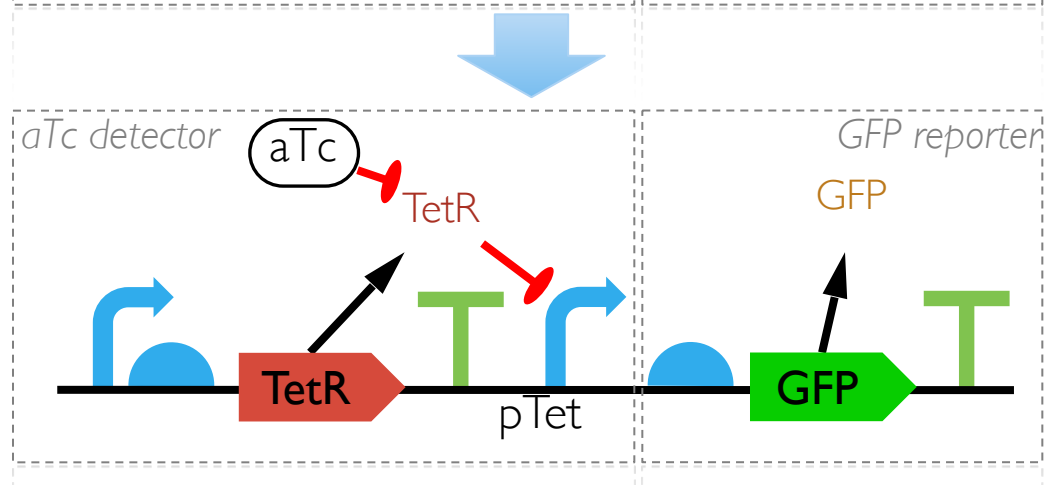 aTc detector
aTc
TetR
TetR
pTet
GFP reporter
GFP
GFP